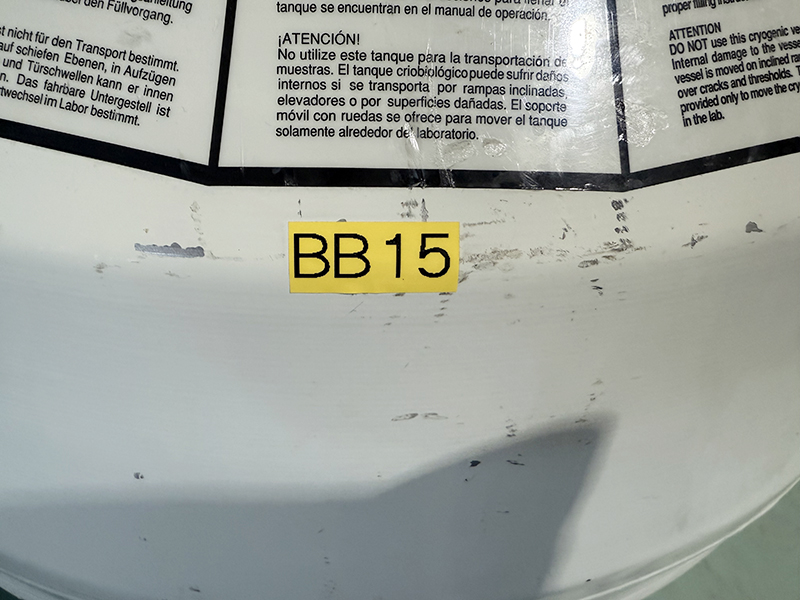 den Füllvorgang.
nicht für den Transport bestimmt.
auf schiefen Ebenen, in Aufzügen
und Türschwellen kann er innen
Das fahrbare Untergestell ist
im Labor bestimmt.
tanque se encuentran en el manual de operación.
¡ATENCIÓN!
No utilize este tanque para la transportación de
muestras. El tanque criobiológico puede sufrir daños
internos si se transporta por rampas inclinadas,
elevadores o por superficies dañadas. El soporte
móvil con ruedas se ofrece para mover el tanque
solamente alrededor del laboratorio.
proper filling
ATTENTION
DO NOT use this cryogenic
Internal damage to the
vessel is moved on inclined
over cracks and thresholds.
provided only to move the
in the lab.
BB 15